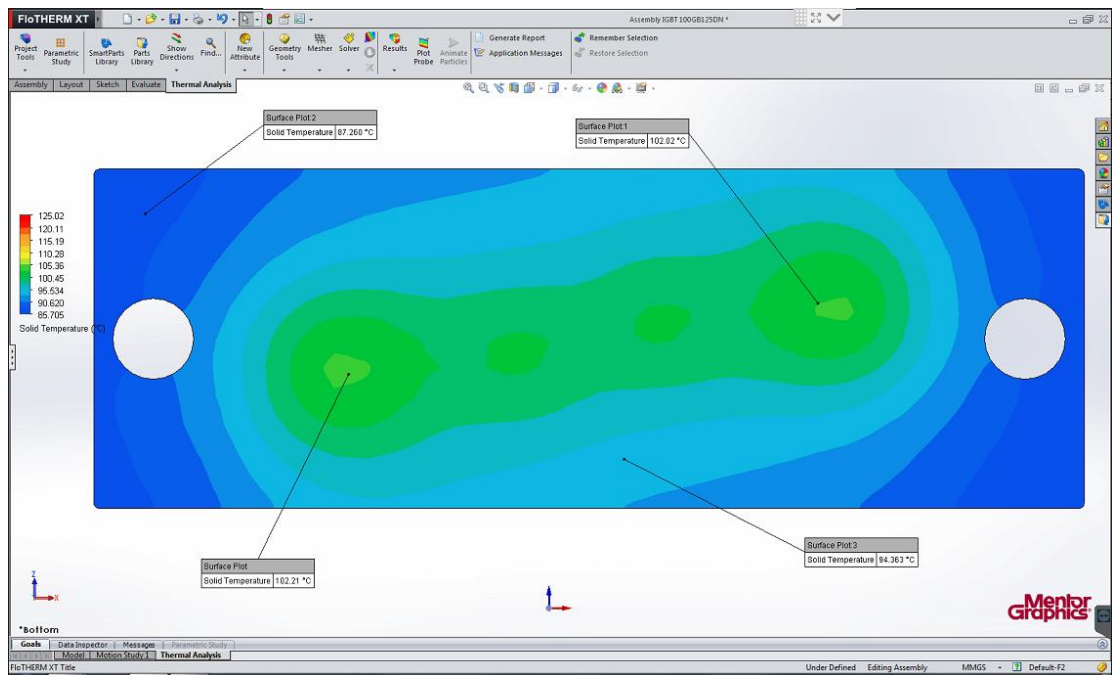 FloTHERM XT
Assembly IGBT 100GB125DN *
Project Tools
Parametric Study
SmartParts Library
Parts Library
Show Directions
Find...
New Attribute
Geometry Tools
Mesher
Solver
Results
Plot Probe
Animate Particles
Generate Report
Application Messages
Remember Selection
Restore Selection
Assembly Layout Sketch Evaluate Thermal Analysis
Surface Plot:2
Solid Temperature 87.260 °C
Surface Plot:1
Solid Temperature 102.02 °C
125.02
120.11
115.19
110.28
105.36
100.45
95.534
90.620
85.705
Solid Temperature (°C)
Surface Plot:3
Solid Temperature 94.363 °C
Surface Plot
Solid Temperature 102.21 °C
Z
X
Mentor
Graphics
*Bottom
Goals Data Inspector Messages Parametric Study
Model Motion Study 1 Thermal Analysis
FloTHERM XT Title
Under Defined Editing Assembly MMGS Default-F2